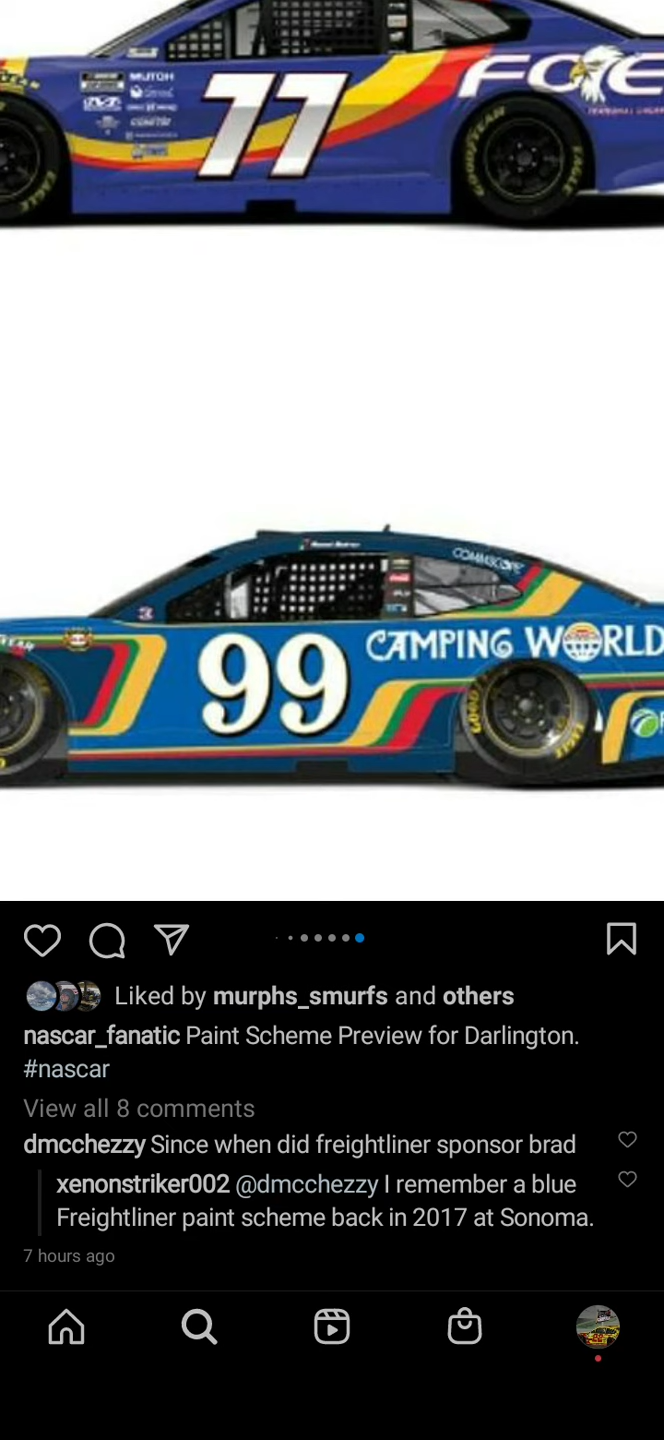 MUTOH
77
FOE
GOODYEAR
EAGLE
COMMSCOPE
99
CAMPING WORLD
EAGLE
Liked by murphs_smurfs and others
nascar_fanatic Paint Scheme Preview for Darlington.
#nascar
View all 8 comments
dmcchezzy Since when did freightliner sponsor brad
xenonstriker002 @dmcchezzy I remember a blue
Freightliner paint scheme back in 2017 at Sonoma.
7 hours ago